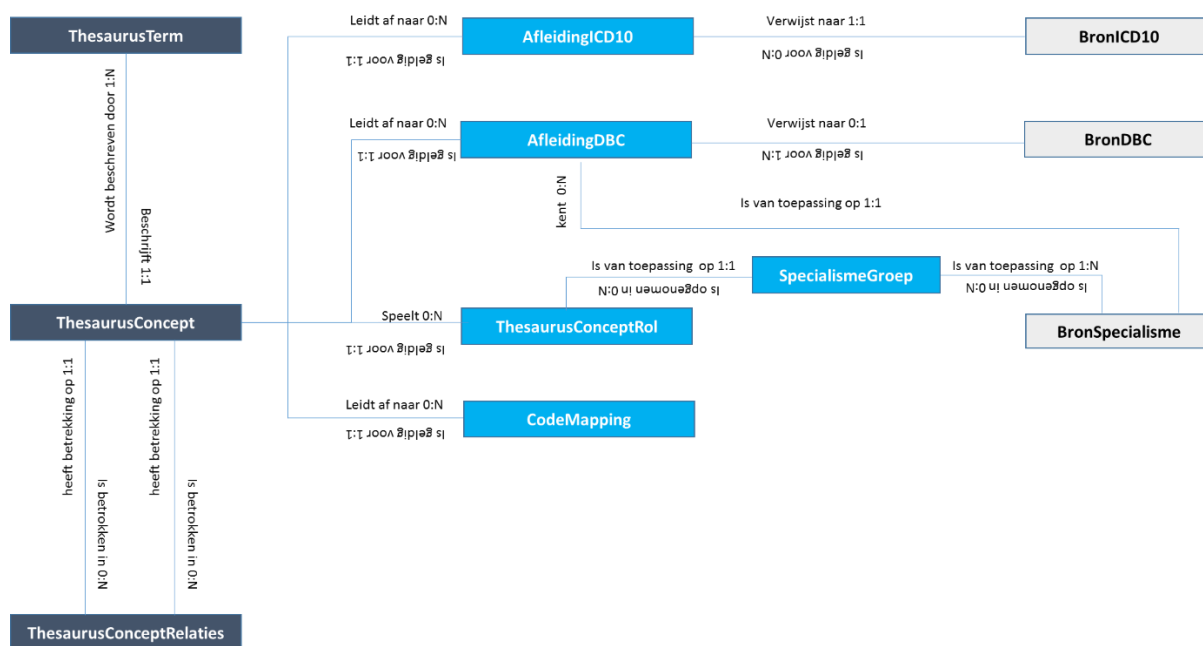 ThesaurusTerm
Leidt af naar 0:N
AfleidingICD10
Verwijst naar 1:1
BronICD10
Is geldig voor 1:1
Is geldig voor 0:N
Wordt beschreven door 1:N
Beschrijft 1:1
Leidt af naar 0:N
AfleidingDBC
Verwijst naar 0:1
BronDBC
Is geldig voor 1:1
Is geldig voor 1:N
kent 0:N
Is van toepassing op 1:1
Is van toepassing op 1:1
SpecialismeGroep
Is van toepassing op 1:N
Is opgenomen in 0:N
Is opgenomen in 0:N
ThesaurusConcept
Speelt 0:N
ThesaurusConceptRol
BronSpecialisme
Is geldig voor 1:1
heeft betrekking op 1:1
Is betrokken in 0:N
heeft betrekking op 1:1
Is betrokken in 0:N
Leidt af naar 0:N
CodeMapping
Is geldig voor 1:1
ThesaurusConceptRelaties